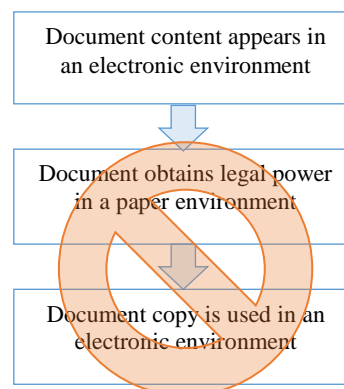 Document content appears in
an electronic environment
Document obtains legal power
in a paper environment
Document copy is used in an
electronic environment